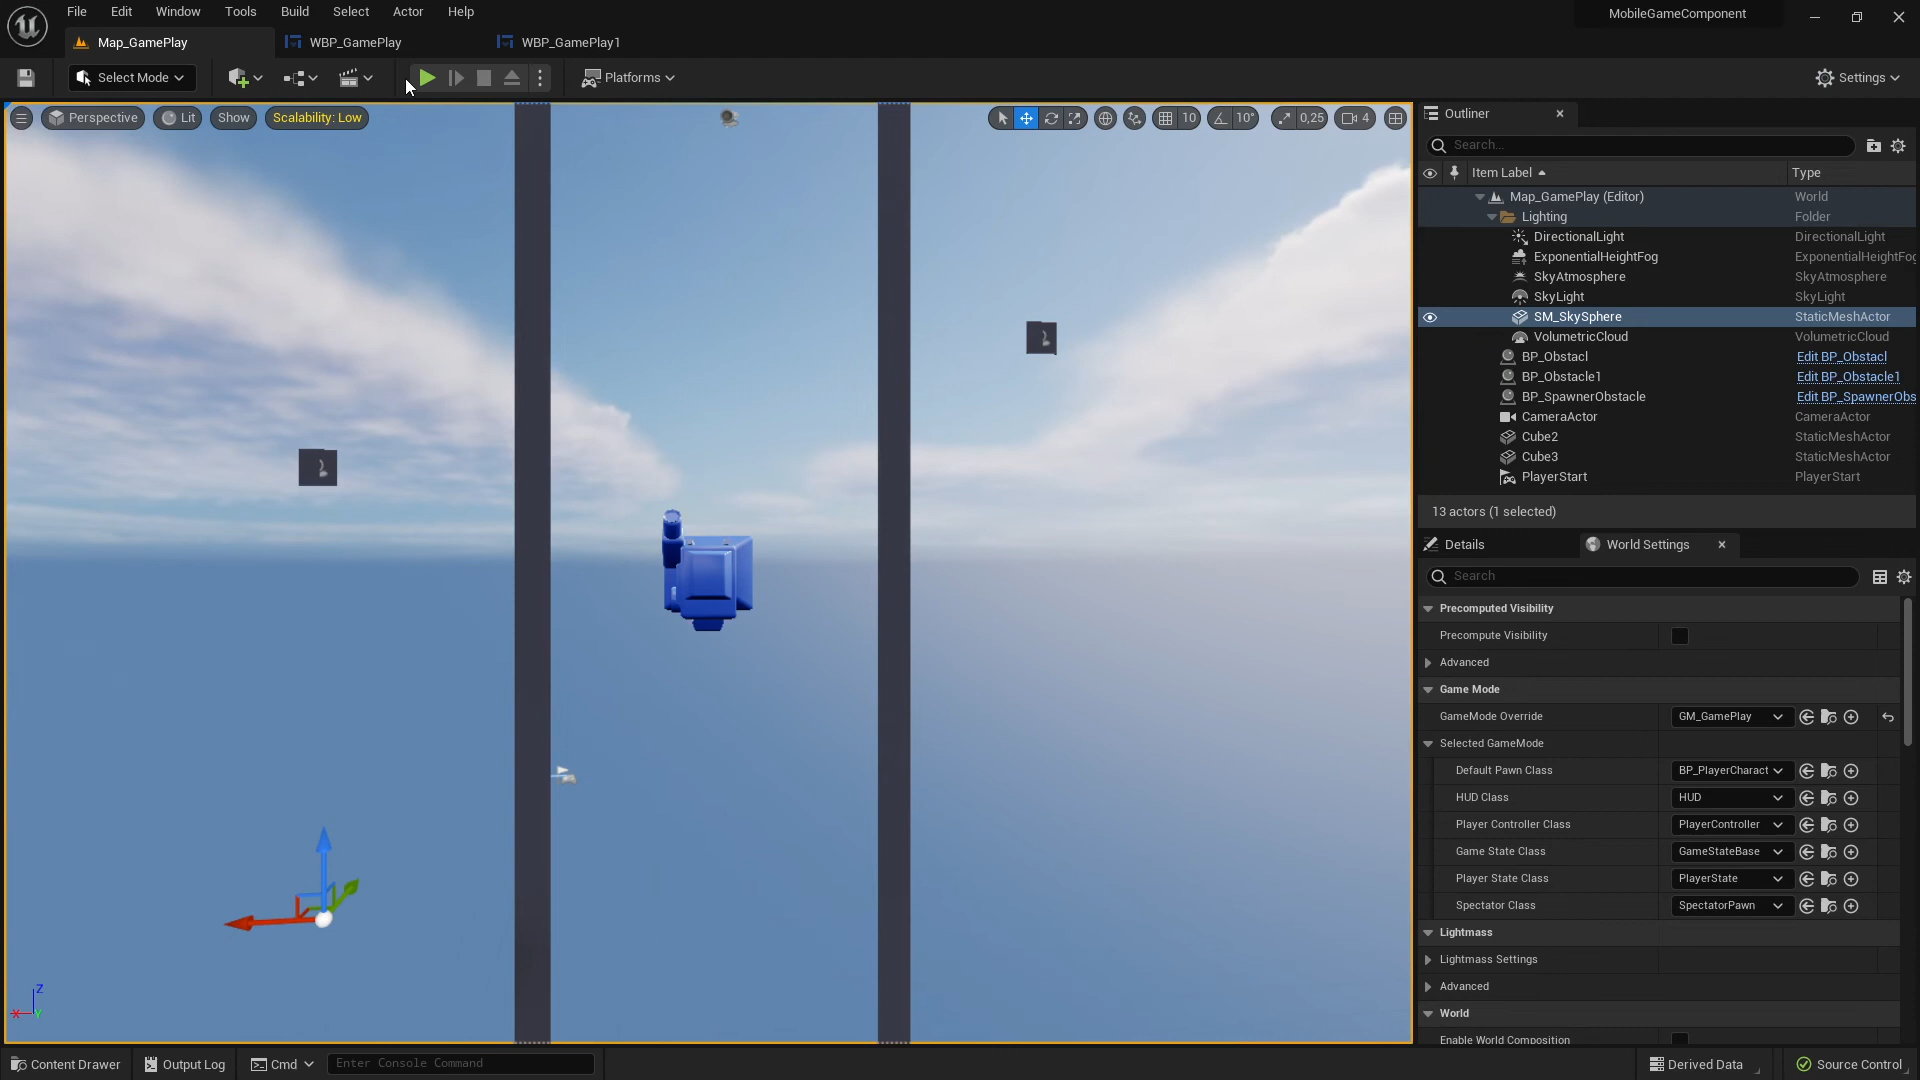 File Edit Window Tools Build Select Actor Help
MobileGameComponent
Map_GamePlay
WBP_GamePlay
WBP_GamePlay1
Select Mode
Platforms
Settings
Perspective
Lit
Show
Scalability: Low
10
10°
0,25
4
Outliner
Search...
Item Label
Type
Map_GamePlay (Editor) World
Lighting Folder
DirectionalLight DirectionalLight
ExponentialHeightFog ExponentialHeightFog
SkyAtmosphere SkyAtmosphere
SkyLight SkyLight
SM_SkySphere StaticMeshActor
VolumetricCloud VolumetricCloud
BP_Obstacl Edit BP_Obstacl
BP_Obstacle1 Edit BP_Obstacle1
BP_SpawnerObstacle Edit BP_SpawnerObs
CameraActor CameraActor
Cube2 StaticMeshActor
Cube3 StaticMeshActor
PlayerStart PlayerStart
13 actors (1 selected)
Details
World Settings
Search
Precomputed Visibility
Precompute Visibility
Advanced
Game Mode
GameMode Override GM_GamePlay
Selected GameMode
Default Pawn Class BP_PlayerCharact
HUD Class HUD
Player Controller Class PlayerController
Game State Class GameStateBase
Player State Class PlayerState
Spectator Class SpectatorPawn
Lightmass
Lightmass Settings
Advanced
World
Enable World Composition
Z
X
Y
Content Drawer
Output Log
Cmd
Enter Console Command
Derived Data
Source Control